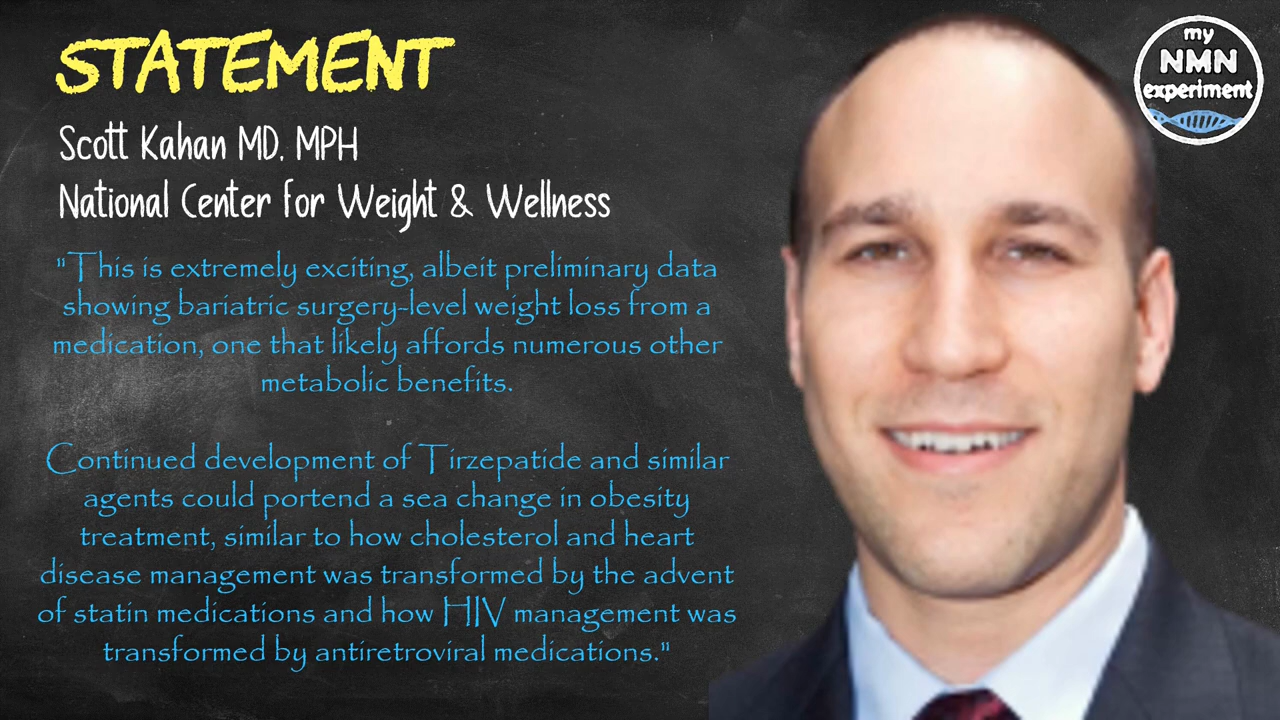 STATEMENT
Scott Kahan MD, MPH
National Center for Weight & Wellness
"This is extremely exciting, albeit preliminary data
showing bariatric surgery-level weight loss from a
medication, one that likely affords numerous other
metabolic benefits.
Continued development of Tirzepatide and similar
agents could portend a sea change in obesity
treatment, similar to how cholesterol and heart
disease management was transformed by the advent
of statin medications and how HIV management was
transformed by antiretroviral medications."
my
NMN
experiment